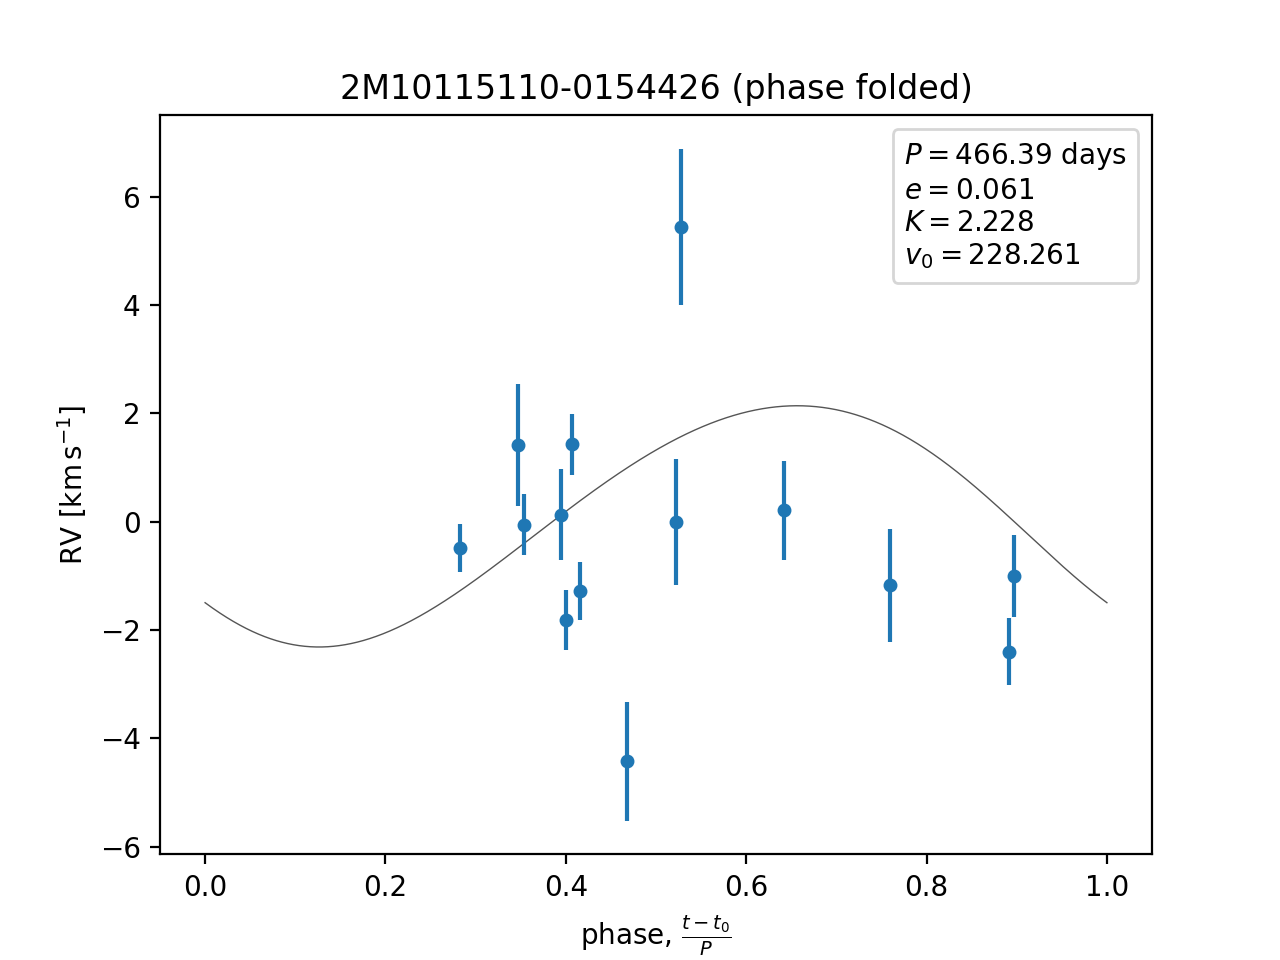 2M10115110-0154426 (phase folded)
P = 466.39 days
e = 0.061
K = 2.228
v₀ = 228.261
RV [km s⁻¹]
6
4
2
0
−2
−4
−6
0.0 0.2 0.4 0.6 0.8 1.0
phase, (t − t₀)/P